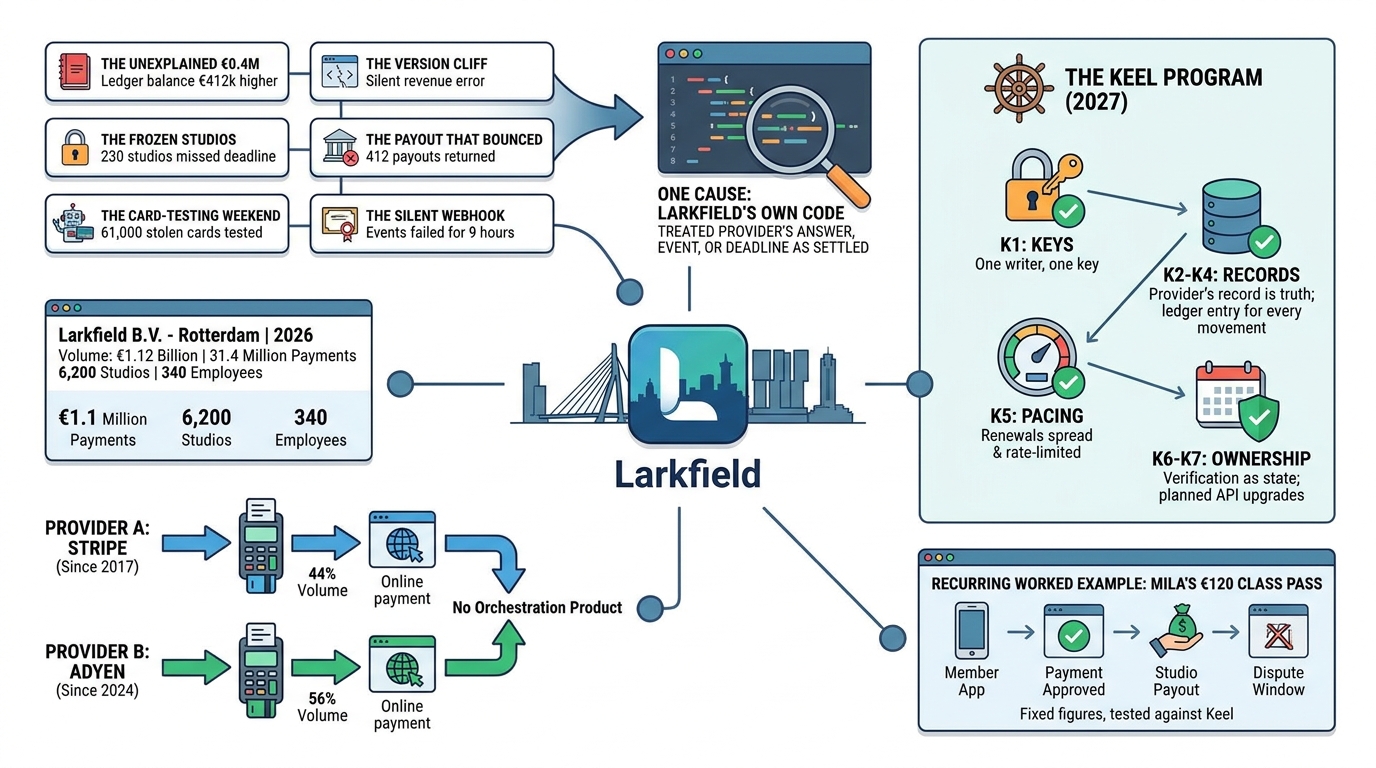 THE UNEXPLAINED €0.4M
Ledger balance €412k higher
THE VERSION CLIFF
Silent revenue error
THE FROZEN STUDIOS
230 studios missed deadline
THE PAYOUT THAT BOUNCED
412 payouts returned
THE CARD-TESTING WEEKEND
61,000 stolen cards tested
THE SILENT WEBHOOK
Events failed for 9 hours
1
2
3
4
5
6
7
8
ONE CAUSE:
LARKFIELD'S OWN CODE
TREATED PROVIDER'S ANSWER,
EVENT, OR DEADLINE AS SETTLED
THE KEEL PROGRAM
(2027)
K1: KEYS
One writer, one key
K2-K4: RECORDS
Provider's record is truth;
ledger entry for every
movement
K5: PACING
Renewals spread
& rate-limited
K6-K7: OWNERSHIP
Verification as state;
planned API upgrades
Larkfield B.V. - Rotterdam | 2026
Volume: €1.12 Billion | 31.4 Million Payments
6,200 Studios | 340 Employees
€1.1 Million
Payments
6,200
Studios
340
Employees
Larkfield
PROVIDER A:
STRIPE
(Since 2017)
44%
Volume
Online
payment
No Orchestration Product
PROVIDER B:
ADYEN
(Since 2024)
56%
Volume
Online
payment
RECURRING WORKED EXAMPLE: MILA'S €120 CLASS PASS
$
Member
App
Payment
Approved
Studio
Payout
Dispute
Window
Fixed figures, tested against Keel